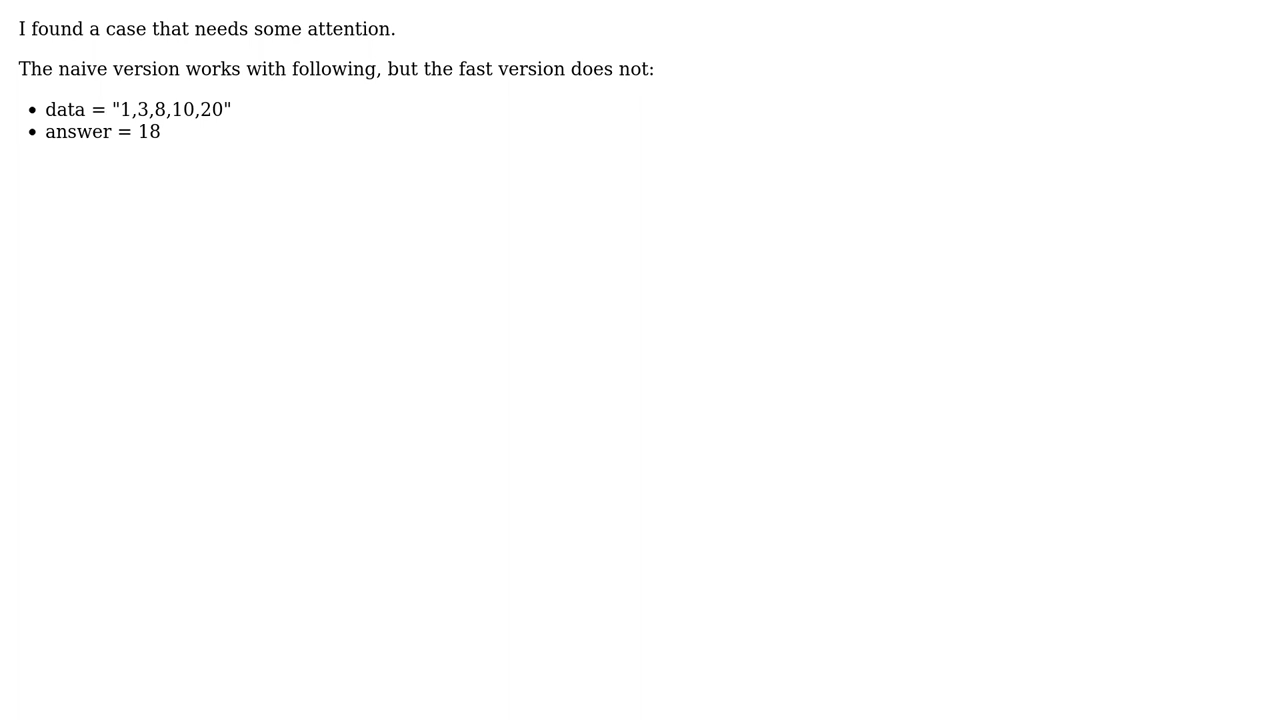 I found a case that needs some attention.
The naive version works with following, but the fast version does not:
• data = "1,3,8,10,20"
• answer = 18